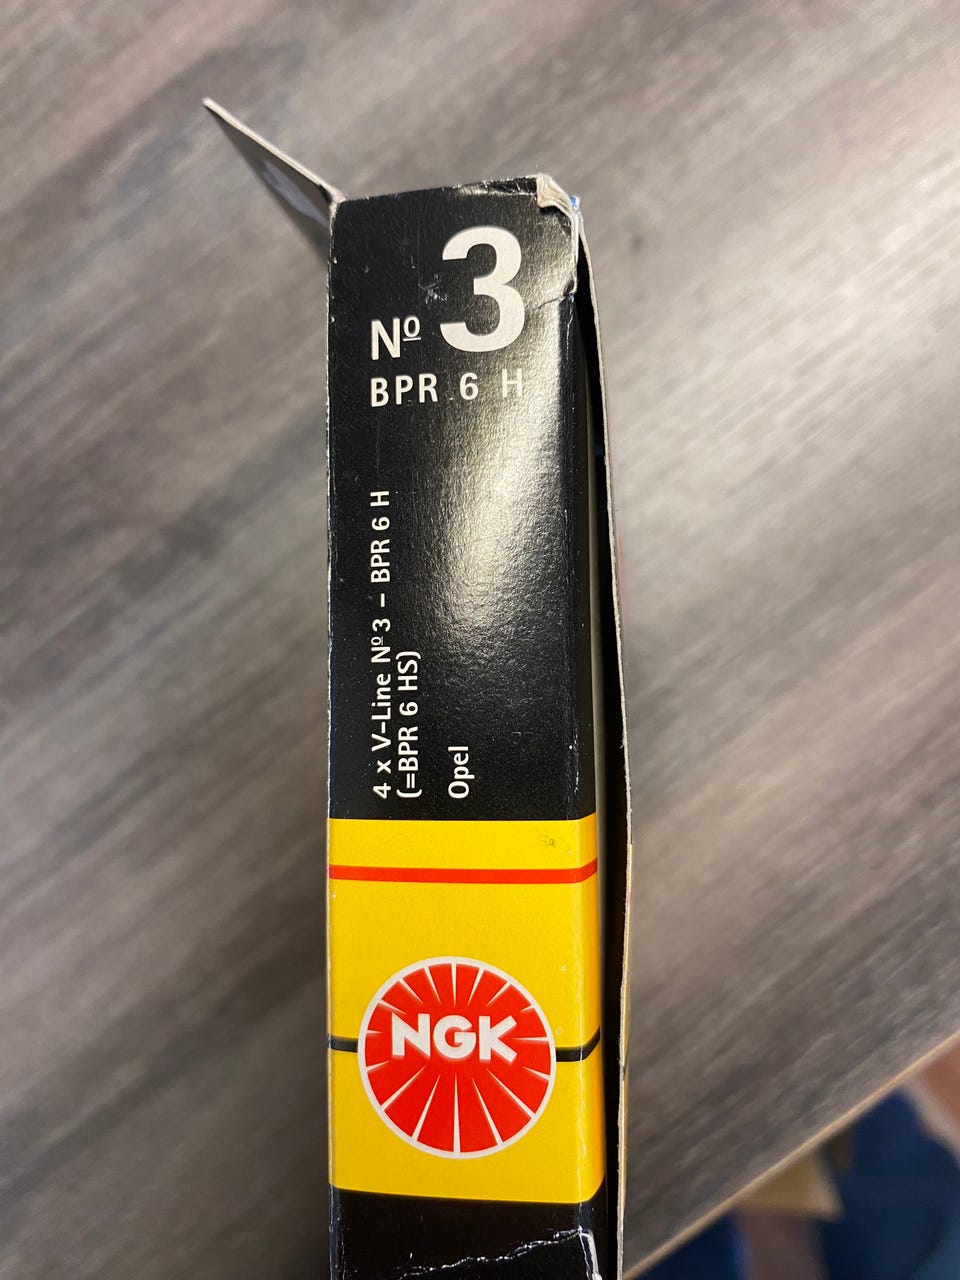 Nº 3
BPR 6 H
4 x V-Line Nº 3 – BPR 6 H
(=BPR 6 HS)
Opel
NGK